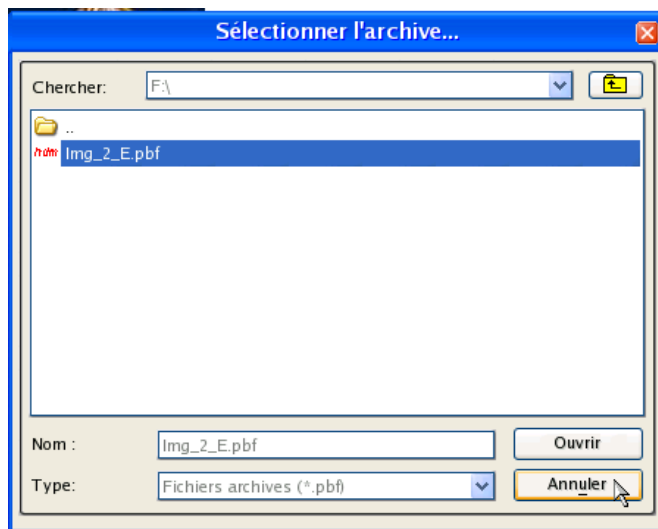 Sélectionner l'archive...
Chercher: F:\
..
hdm Img_2_E.pbf
Nom : Img_2_E.pbf Ouvrir
Type: Fichiers archives (*.pbf) Annuler